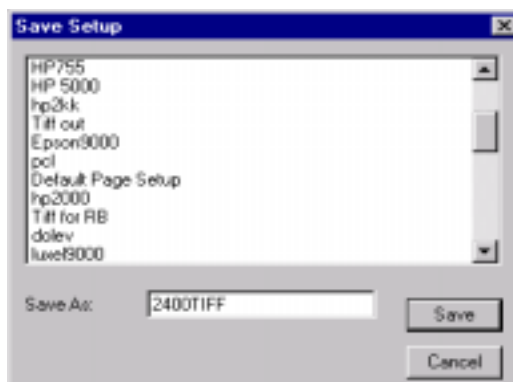 Save Setup
HP755
HP 5000
hp2kk
Tiff out
Epson9000
pcl
Default Page Setup
hp2000
Tiff for RB
dolev
luxel9000
Save As:
2400TIFF
Save
Cancel